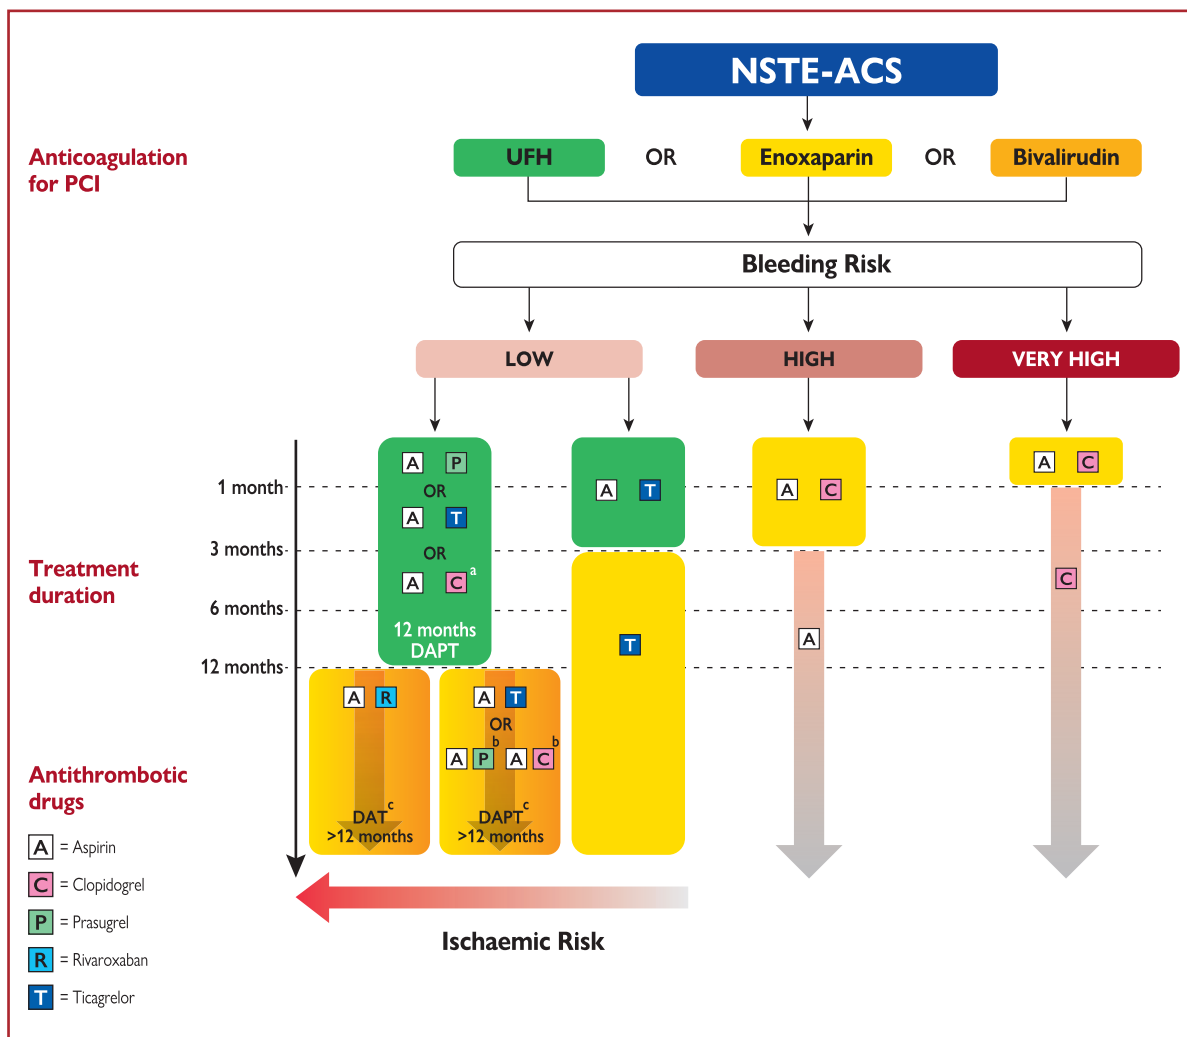 NSTE-ACS
Anticoagulation
for PCI
UFH OR Enoxaparin OR Bivalirudin
Bleeding Risk
LOW HIGH VERY HIGH
Treatment
duration
1 month
3 months
6 months
12 months
A P
OR
A T
OR
A C a
12 months
DAPT
A T
T
A C
A
A C
C
A R
DAT c
>12 months
A T
OR
A P b A C b
DAPT c
>12 months
Ischaemic Risk
Antithrombotic
drugs
A = Aspirin
C = Clopidogrel
P = Prasugrel
R = Rivaroxaban
T = Ticagrelor